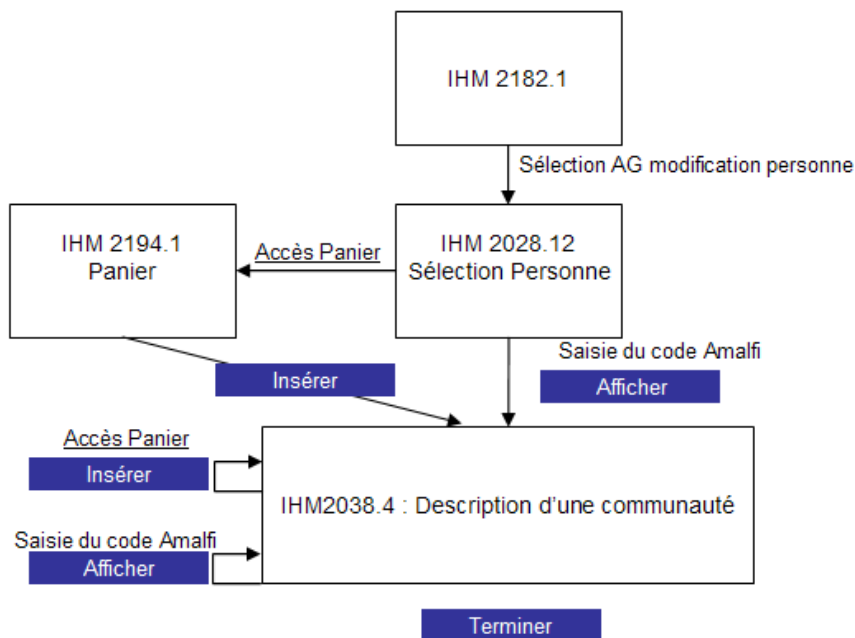 IHM 2182.1
Sélection AG modification personne
IHM 2194.1
Panier
Accès Panier
IHM 2028.12
Sélection Personne
Saisie du code Amalfi
Afficher
Insérer
Accès Panier
Insérer
IHM2038.4 : Description d’une communauté
Saisie du code Amalfi
Afficher
Terminer